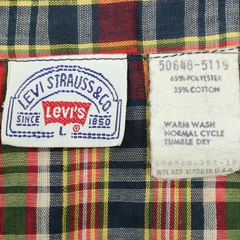 LEVI STRAUSS & CO.
SINCE 1850
Levi's
L
50648-5119
65% POLYESTER
35% COTTON
WARM WASH
NORMAL CYCLE
TUMBLE DRY